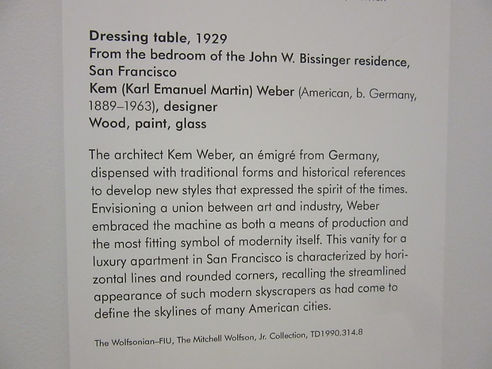 Dressing table, 1929
From the bedroom of the John W. Bissinger residence,
San Francisco
Kem (Karl Emanuel Martin) Weber (American, b. Germany,
1889–1963), designer
Wood, paint, glass
The architect Kem Weber, an émigré from Germany,
dispensed with traditional forms and historical references
to develop new styles that expressed the spirit of the times.
Envisioning a union between art and industry, Weber
embraced the machine as both a means of production and
the most fitting symbol of modernity itself. This vanity for a
luxury apartment in San Francisco is characterized by hori-
zontal lines and rounded corners, recalling the streamlined
appearance of such modern skyscrapers as had come to
define the skylines of many American cities.
The Wolfsonian–FIU, The Mitchell Wolfson, Jr. Collection, TD1990.314.8